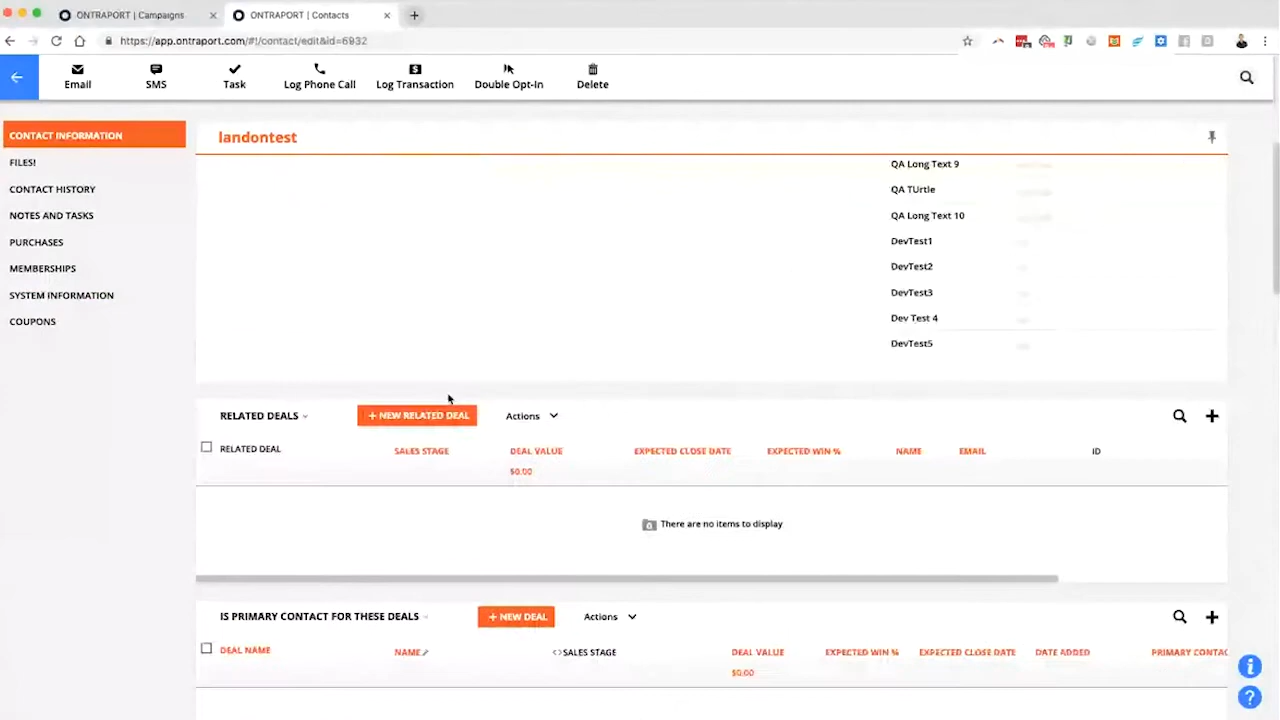 ONTRAPORT | Campaigns
ONTRAPORT | Contacts
https://app.ontraport.com/#!/contact/edit&id=6932
Email
SMS
Task
Log Phone Call
Log Transaction
Double Opt-In
Delete
CONTACT INFORMATION
FILES!
CONTACT HISTORY
NOTES AND TASKS
PURCHASES
MEMBERSHIPS
SYSTEM INFORMATION
COUPONS
landontest
QA Long Text 9
QA TUrtle
QA Long Text 10
DevTest1
DevTest2
DevTest3
Dev Test 4
DevTest5
RELATED DEALS
+ NEW RELATED DEAL
Actions
RELATED DEAL SALES STAGE DEAL VALUE EXPECTED CLOSE DATE EXPECTED WIN % NAME EMAIL ID
$0.00
There are no items to display
IS PRIMARY CONTACT FOR THESE DEALS
+ NEW DEAL
Actions
DEAL NAME NAME SALES STAGE DEAL VALUE EXPECTED WIN % EXPECTED CLOSE DATE DATE ADDED PRIMARY CONTAC
$0.00